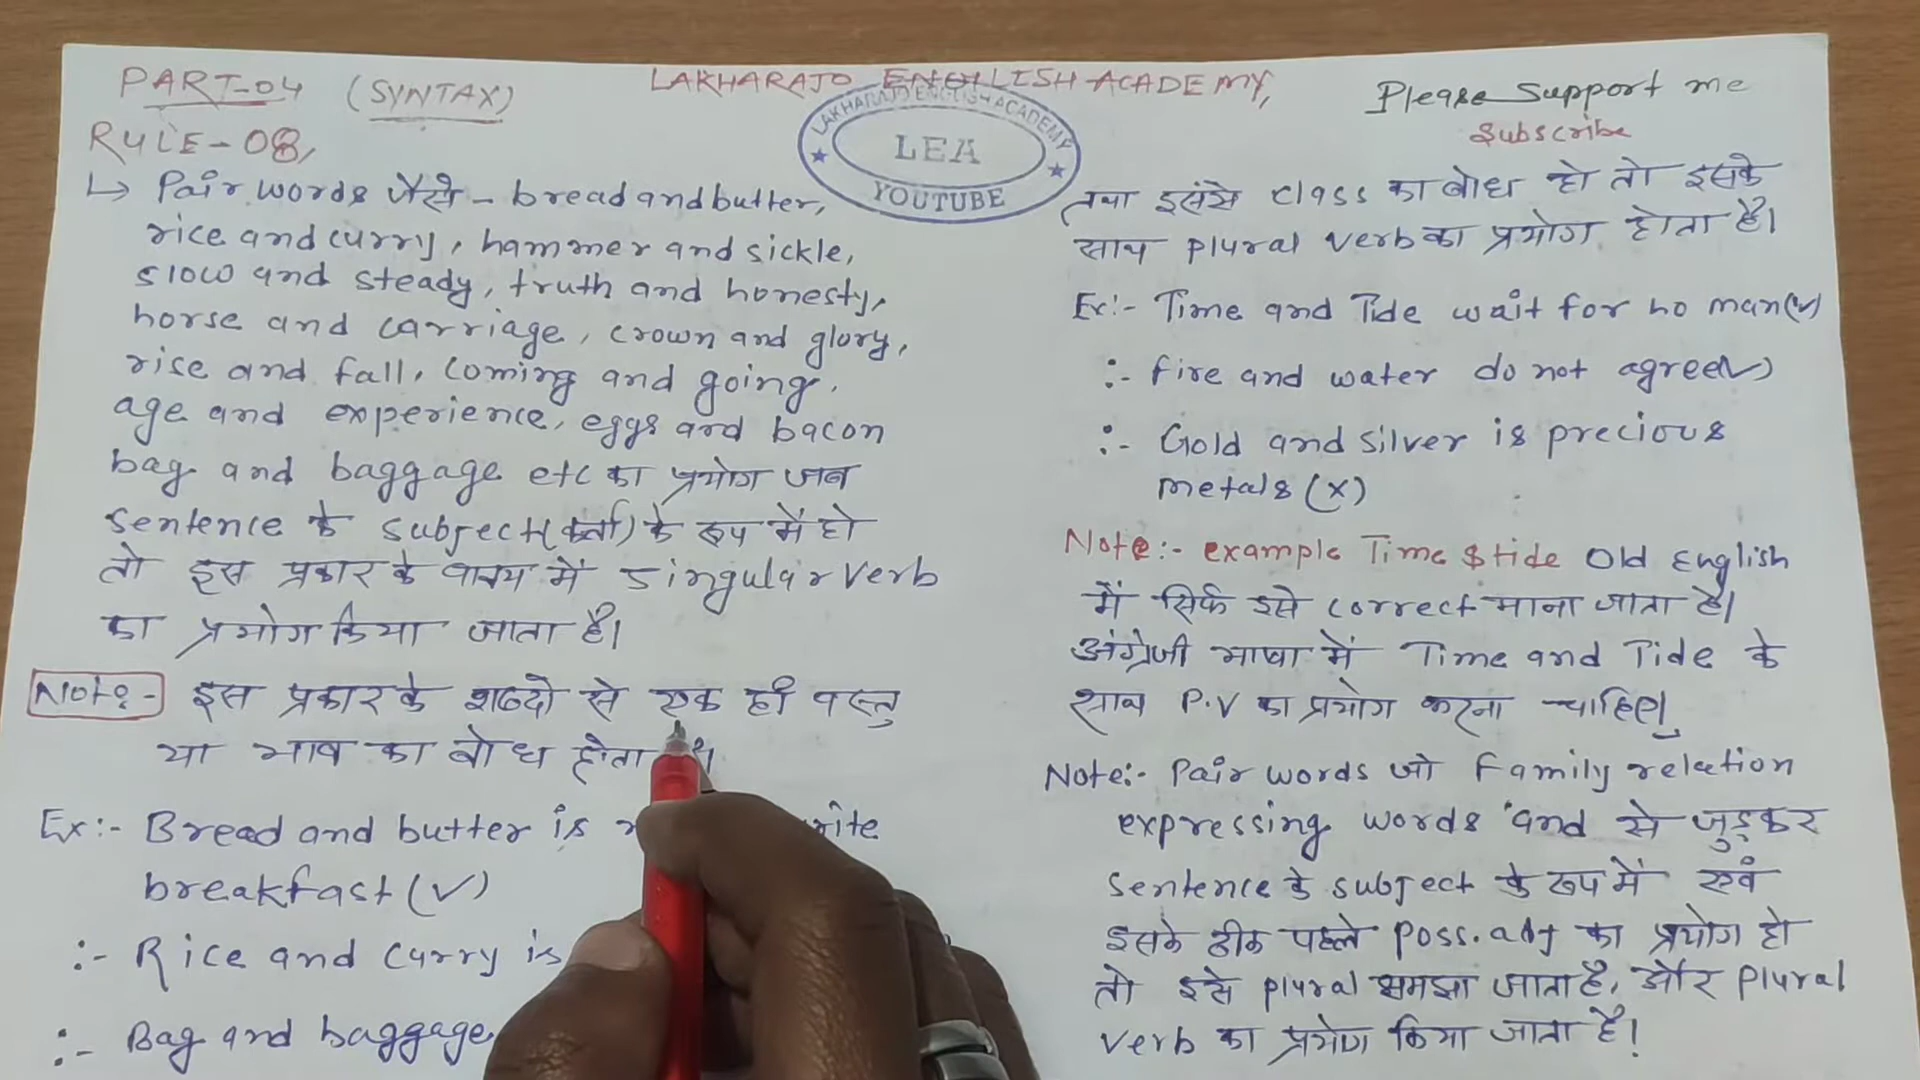 PART-04 (SYNTAX)
LAKHARAJO ENGILISH ACADEMY,
Please Support me
Subscribe
LAKHARAJO ENGLISH ACADEMY
LEA
YOUTUBE
RULE-08,
↳ Pair words जैसे - bread and butter,
rice and curry, hammer and sickle,
slow and steady, truth and honesty,
horse and carriage, crown and glory,
rise and fall, coming and going,
age and experience, eggs and bacon
bag and baggage etc का प्रयोग जब
sentence के subject(कर्ता) के रूप में हो
तो इस प्रकार के वाक्य में singular verb
का प्रयोग किया जाता है।
Note:- इस प्रकार के शब्दो से एक ही वस्तु
या भाव का बोध होता है।
Ex:- Bread and butter is
breakfast (✓)
:- Rice and curry is
:- Bag and baggage
तथा इससे class का बोध हो तो इसके
साथ plural verb का प्रयोग होता है।
Ex:- Time and Tide wait for no man(✓)
:- fire and water do not agree(✓)
:- Gold and silver is precious
metals (x)
Note:- example Time & tide Old English
में सिर्फ इसे correct माना जाता है।
अंग्रेजी भाषा में Time and Tide के
साथ P.V का प्रयोग करना चाहिए।
Note:- Pair words जो family relation
expressing words and से जुड़कर
sentence के subject के रूप में एवं
इसके ठीक पहले poss. adj का प्रयोग हो
तो इसे plural समझा जाता है, और plural
verb का प्रयोग किया जाता है।